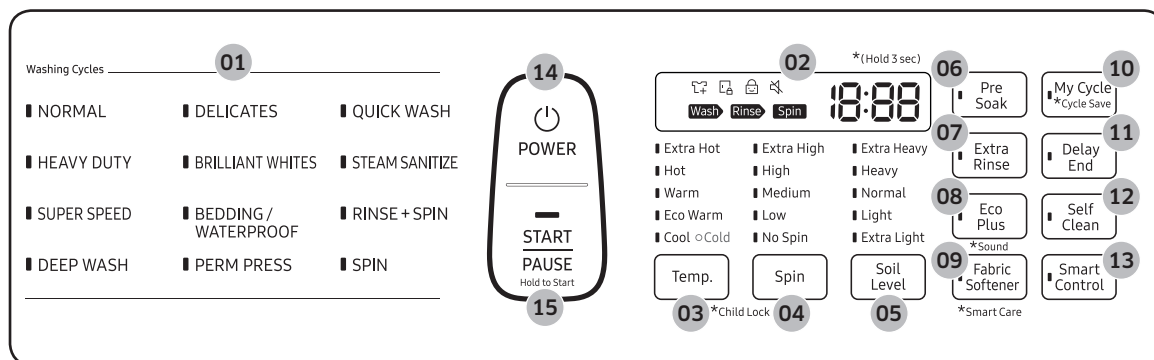 Washing Cycles
01
NORMAL
DELICATES
QUICK WASH
HEAVY DUTY
BRILLIANT WHITES
STEAM SANITIZE
SUPER SPEED
BEDDING /
WATERPROOF
RINSE + SPIN
DEEP WASH
PERM PRESS
SPIN
14
POWER
START
PAUSE
Hold to Start
15
02
*(Hold 3 sec)
Wash Rinse Spin
18:88
Extra Hot
Hot
Warm
Eco Warm
Cool Cold
Temp.
03
*Child Lock
Extra High
High
Medium
Low
No Spin
Spin
04
Extra Heavy
Heavy
Normal
Light
Extra Light
Soil
Level
05
06
Pre
Soak
07
Extra
Rinse
08
Eco
Plus
*Sound
09
Fabric
Softener
*Smart Care
10
My Cycle
*Cycle Save
11
Delay
End
12
Self
Clean
13
Smart
Control